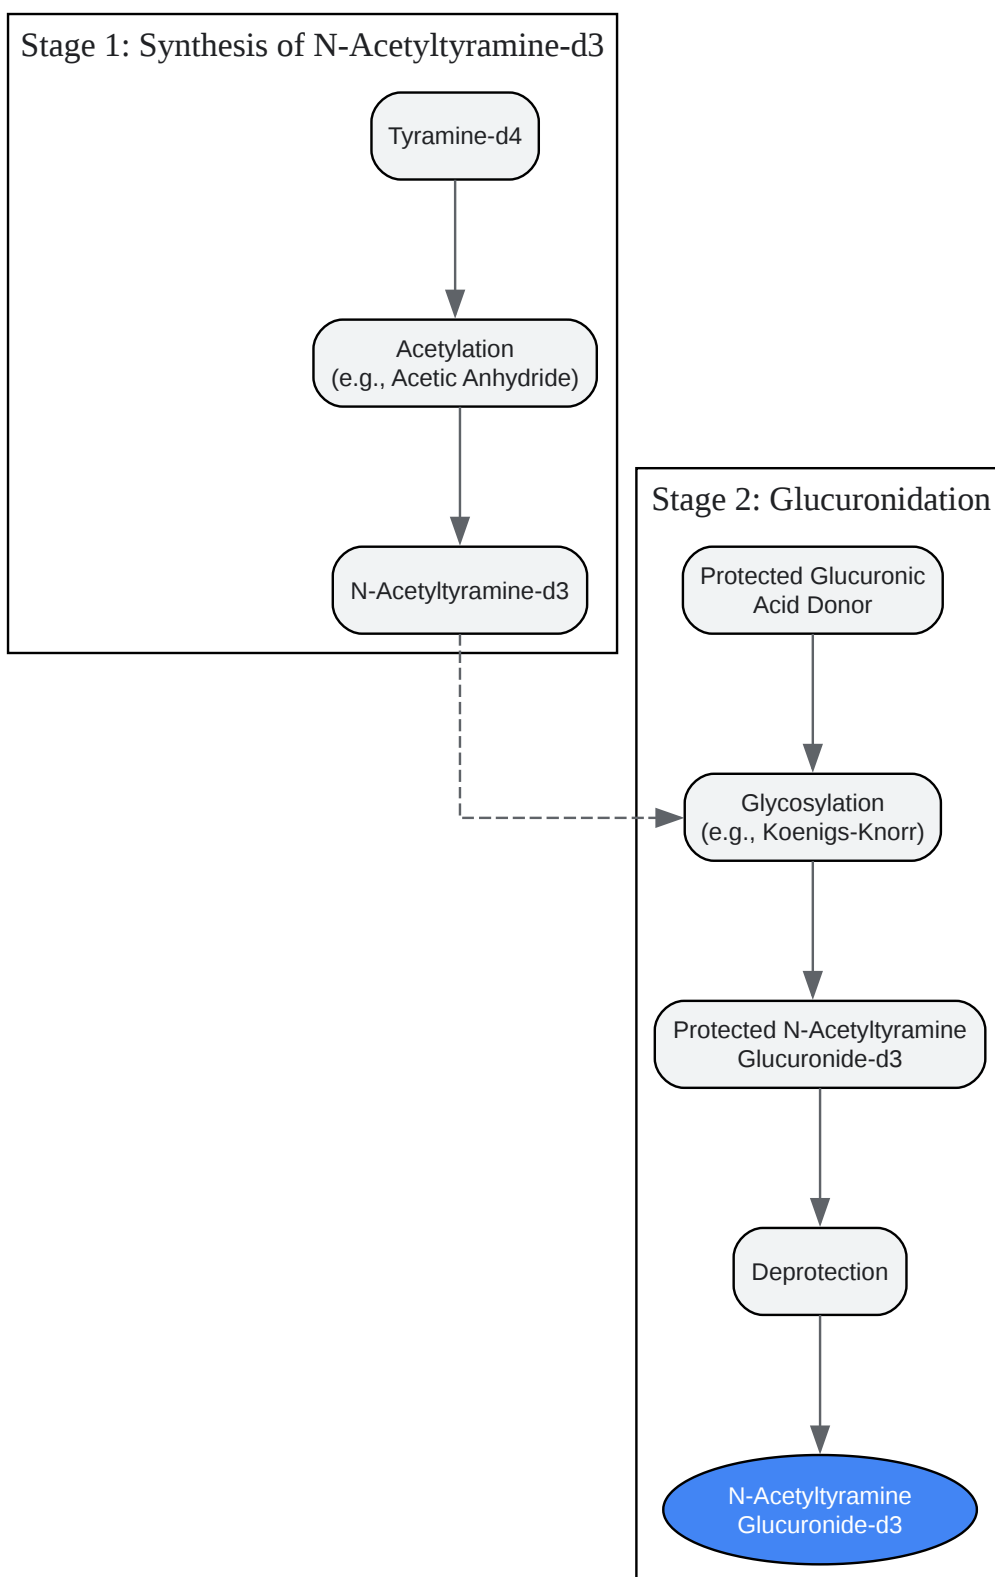 Stage 1: Synthesis of N-Acetyltyramine-d3
Tyramine-d4
Acetylation
(e.g., Acetic Anhydride)
N-Acetyltyramine-d3
Stage 2: Glucuronidation
Protected Glucuronic
Acid Donor
Glycosylation
(e.g., Koenigs-Knorr)
Protected N-Acetyltyramine
Glucuronide-d3
Deprotection
N-Acetyltyramine
Glucuronide-d3